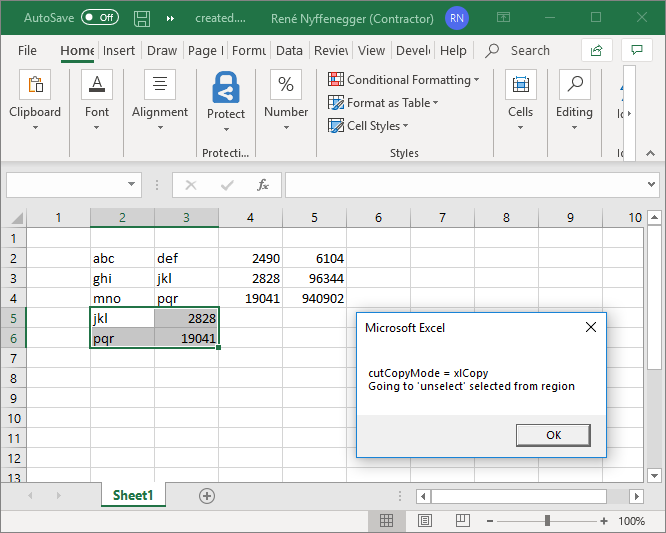 AutoSave Off created.... René Nyffenegger (Contractor) RN
File Home Insert Draw Page l Formu Data Review View Develo Help Search
Clipboard Font Alignment Protect Number Conditional Formatting Cells Editing
Format as Table
Cell Styles
Protecti... Styles
fx
1 2 3 4 5 6 7 8 9 10
1
2 abc def 2490 6104
3 ghi jkl 2828 96344
4 mno pqr 19041 940902
5 jkl 2828
6 pqr 19041
7
8
9
10
11
12
13
Microsoft Excel
cutCopyMode = xlCopy
Going to 'unselect' selected from region
OK
Sheet1
100%